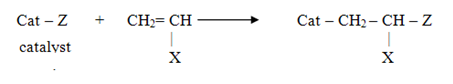 Cat – Z + CH₂= CH ⟶ Cat – CH₂– CH – Z
catalyst | |
X X